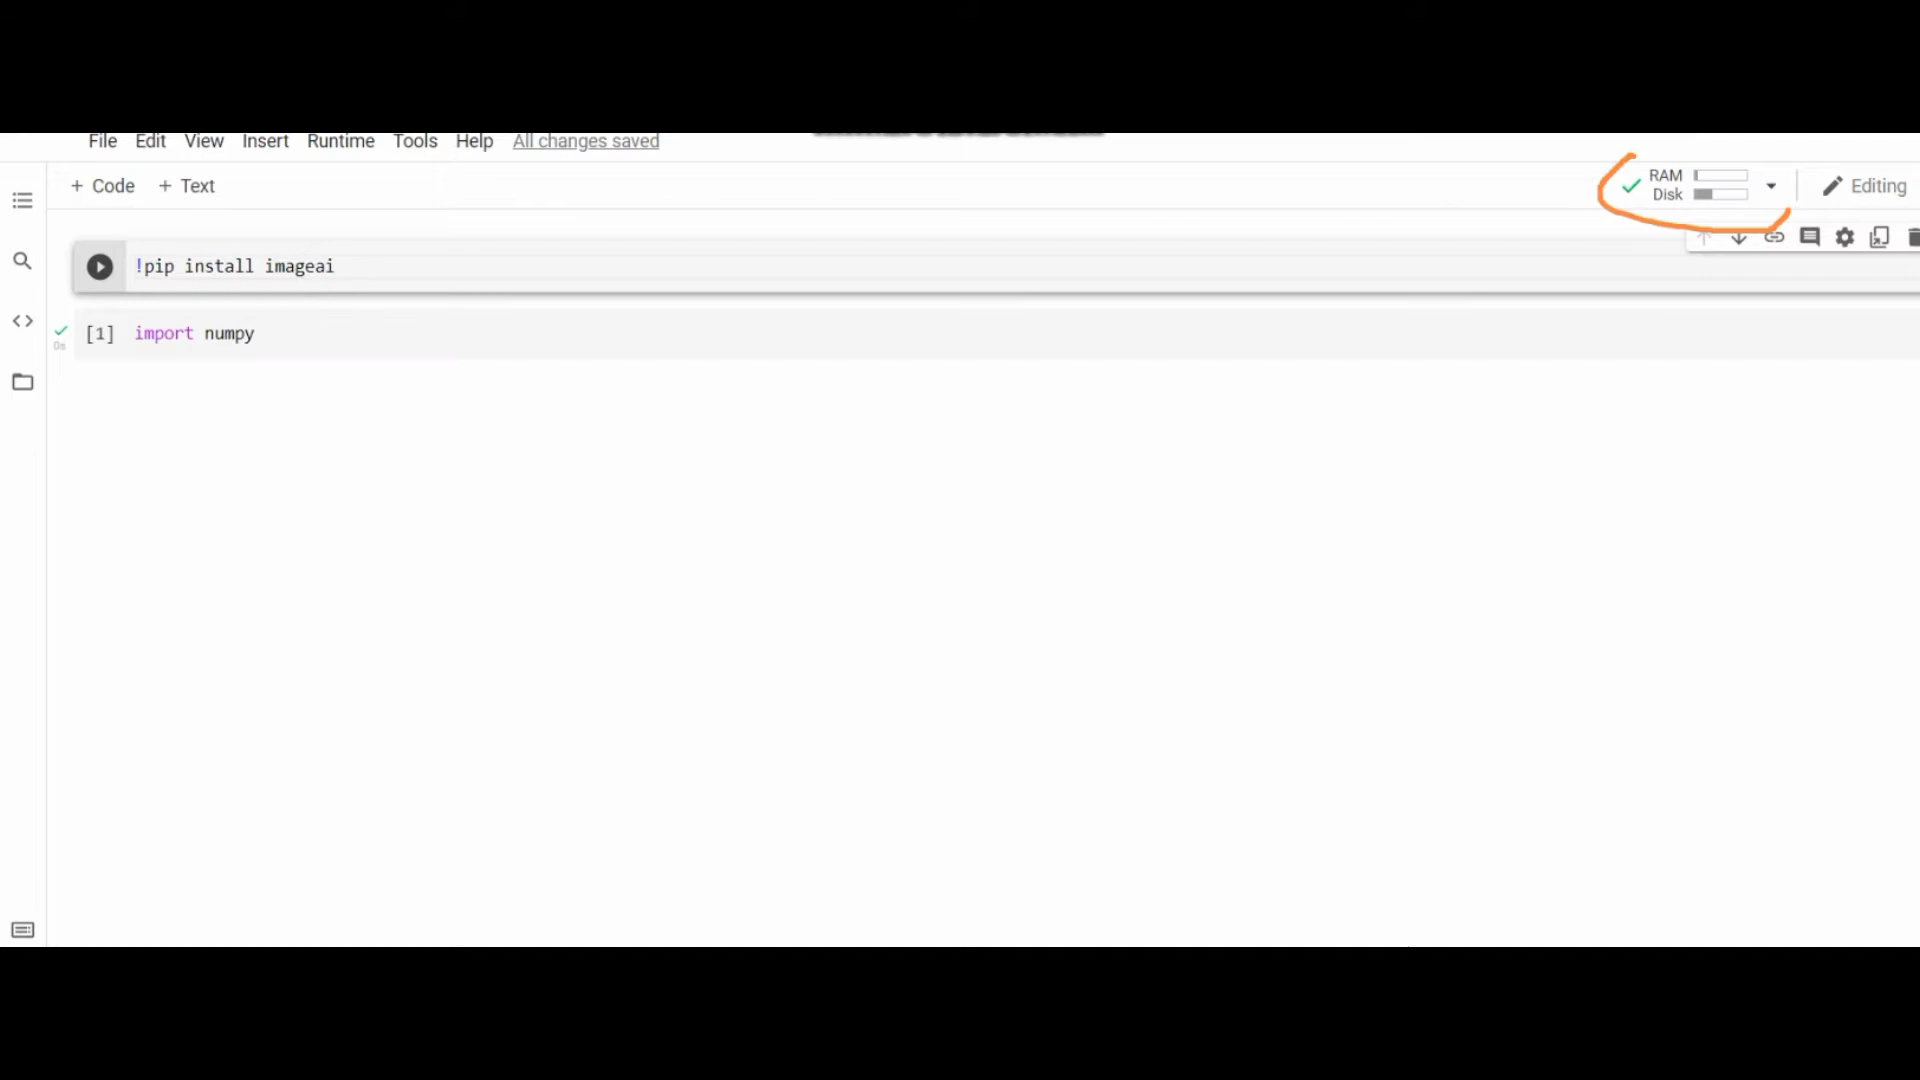 File Edit View Insert Runtime Tools Help All changes saved
+ Code + Text
RAM
Disk
Editing
!pip install imageai
0s
[1] import numpy